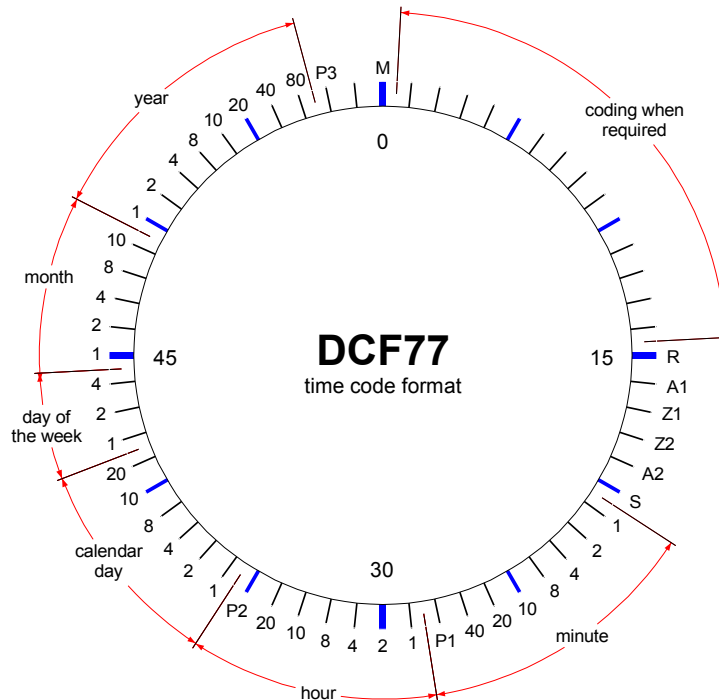 DCF77
time code format
0
15
30
45
M
coding when
required
R
A1
Z1
Z2
A2
S
1
2
4
8
10
20
40
P1
minute
1
2
4
8
10
20
P2
hour
1
2
4
8
10
20
calendar
day
1
2
4
day of
the week
1
2
4
8
10
month
1
2
4
8
10
20
40
80
year
P3